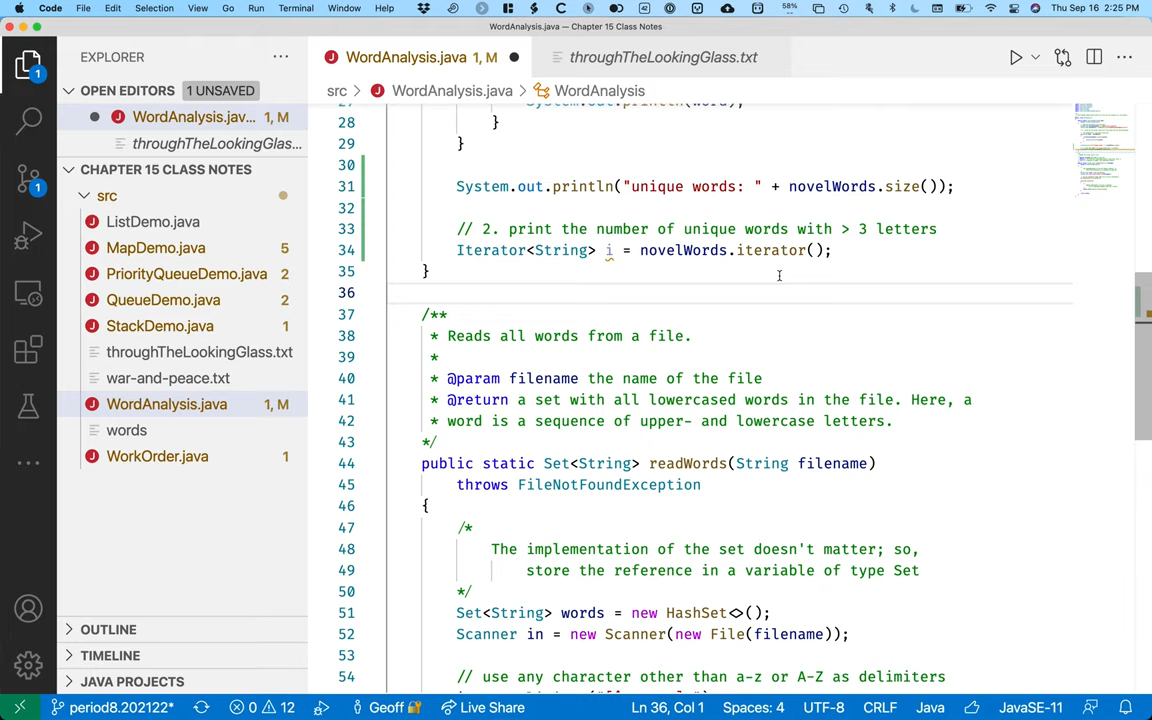 Code File Edit Selection View Go Run Terminal Window Help 58% Thu Sep 16 2:25 PM
WordAnalysis.java — Chapter 15 Class Notes
EXPLORER ···
OPEN EDITORS 1 UNSAVED
WordAnalysis.jav... 1, M
throughTheLookingGlas...
CHAPTER 15 CLASS NOTES
src
ListDemo.java
MapDemo.java 5
PriorityQueueDemo.java 2
QueueDemo.java 2
StackDemo.java 1
throughTheLookingGlass.txt
war-and-peace.txt
WordAnalysis.java 1, M
words
WorkOrder.java 1
OUTLINE
TIMELINE
JAVA PROJECTS
WordAnalysis.java 1, M throughTheLookingGlass.txt
src > WordAnalysis.java > WordAnalysis
27 System.out.println(word);
28 }
29 }
30
31 System.out.println("unique words: " + novelWords.size());
32
33 // 2. print the number of unique words with > 3 letters
34 Iterator<String> i = novelWords.iterator();
35 }
36
37 /**
38 * Reads all words from a file.
39 *
40 * @param filename the name of the file
41 * @return a set with all lowercased words in the file. Here, a
42 * word is a sequence of upper- and lowercase letters.
43 */
44 public static Set<String> readWords(String filename)
45 throws FileNotFoundException
46 {
47 /*
48 The implementation of the set doesn't matter; so,
49 store the reference in a variable of type Set
50 */
51 Set<String> words = new HashSet<>();
52 Scanner in = new Scanner(new File(filename));
53
54 // use any character other than a-z or A-Z as delimiters
period8.202122* 0 12 Geoff Live Share Ln 36, Col 1 Spaces: 4 UTF-8 CRLF Java JavaSE-11